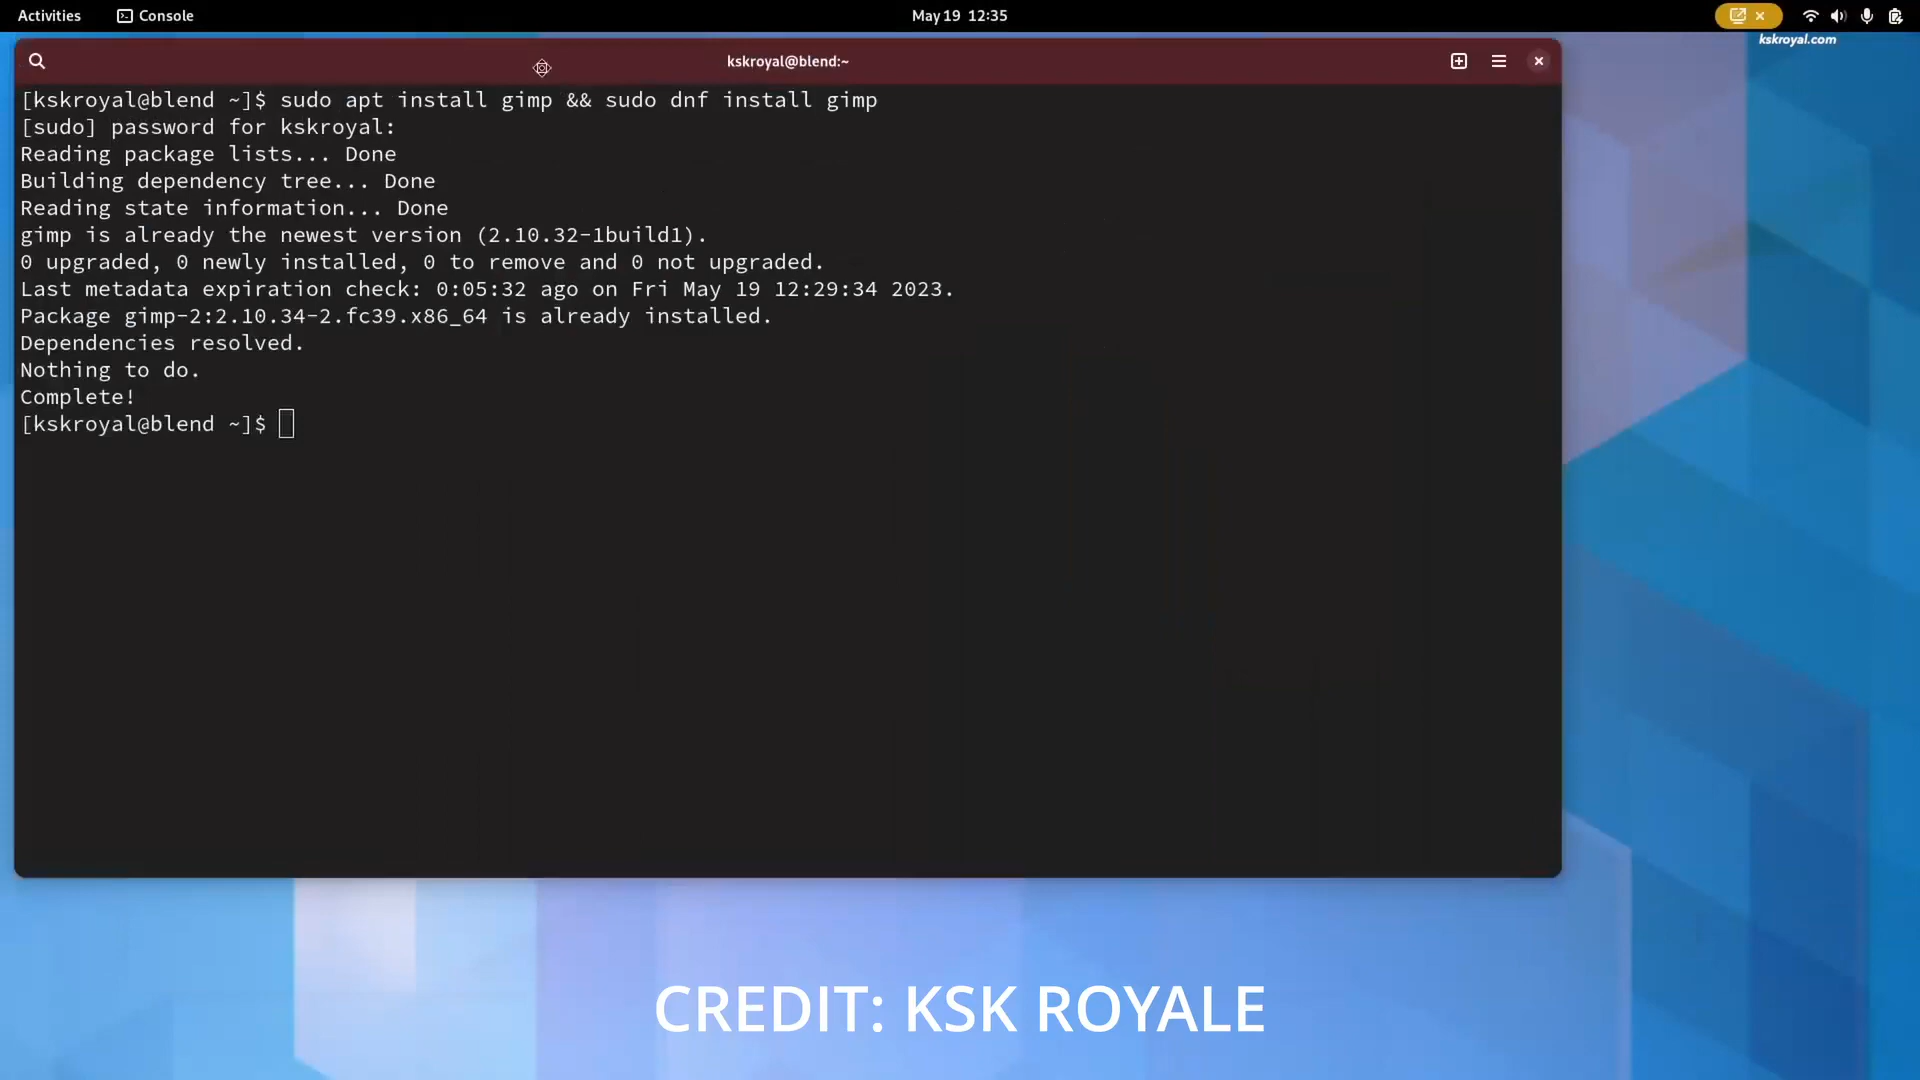 Activities
Console
May 19 12:35
kskroyal.com
kskroyal@blend:~
[kskroyal@blend ~]$ sudo apt install gimp && sudo dnf install gimp
[sudo] password for kskroyal:
Reading package lists... Done
Building dependency tree... Done
Reading state information... Done
gimp is already the newest version (2.10.32-1build1).
0 upgraded, 0 newly installed, 0 to remove and 0 not upgraded.
Last metadata expiration check: 0:05:32 ago on Fri May 19 12:29:34 2023.
Package gimp-2:2.10.34-2.fc39.x86_64 is already installed.
Dependencies resolved.
Nothing to do.
Complete!
[kskroyal@blend ~]$
CREDIT: KSK ROYALE